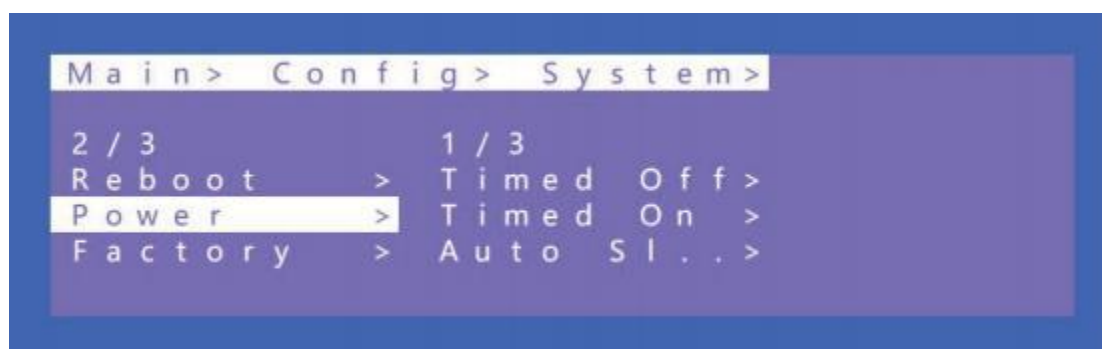 Main> Config> System>
2/3 1/3
Reboot > Timed Off>
Power > Timed On >
Factory > Auto Sl..>